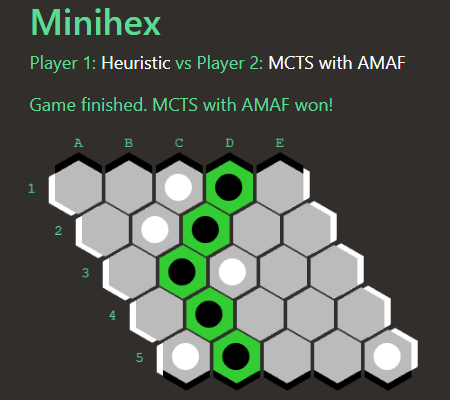 Minihex
Player 1: Heuristic vs Player 2: MCTS with AMAF
Game finished. MCTS with AMAF won!
A B C D E
1
2
3
4
5